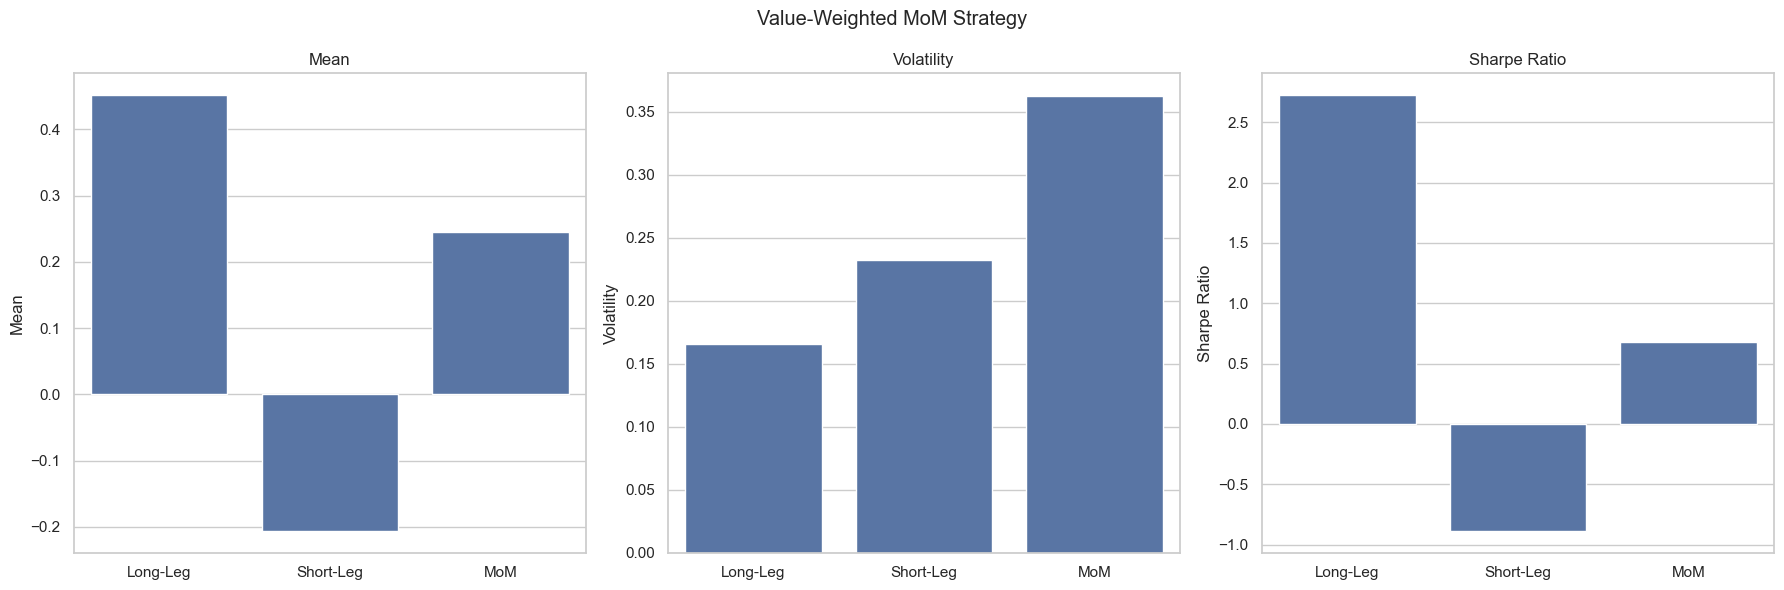 Value-Weighted MoM Strategy
Mean
Mean
0.4
0.3
0.2
0.1
0.0
−0.1
−0.2
Long-Leg Short-Leg MoM
Volatility
Volatility
0.35
0.30
0.25
0.20
0.15
0.10
0.05
0.00
Long-Leg Short-Leg MoM
Sharpe Ratio
Sharpe Ratio
2.5
2.0
1.5
1.0
0.5
0.0
−0.5
−1.0
Long-Leg Short-Leg MoM